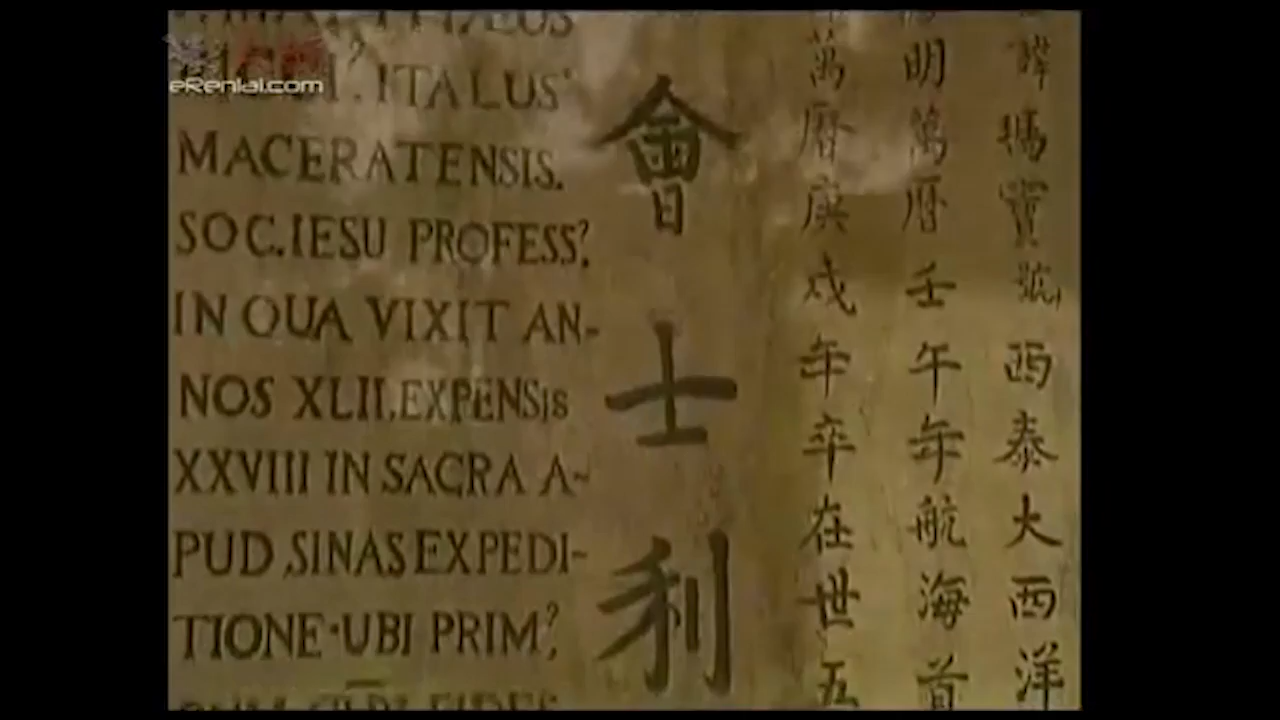 eRenlai.com
ITALUS
MACERATENSIS.
SOC. IESU PROFESS?
IN QUA VIXIT AN-
NOS XLII. EXPENSIS
XXVIII IN SACRA A-
PUD SINAS EXPEDI-
TIONE·UBI PRIM?
會士利
諱瑪竇號西泰大西洋
明萬曆壬午年航海首
萬曆庚戌年卒在世五